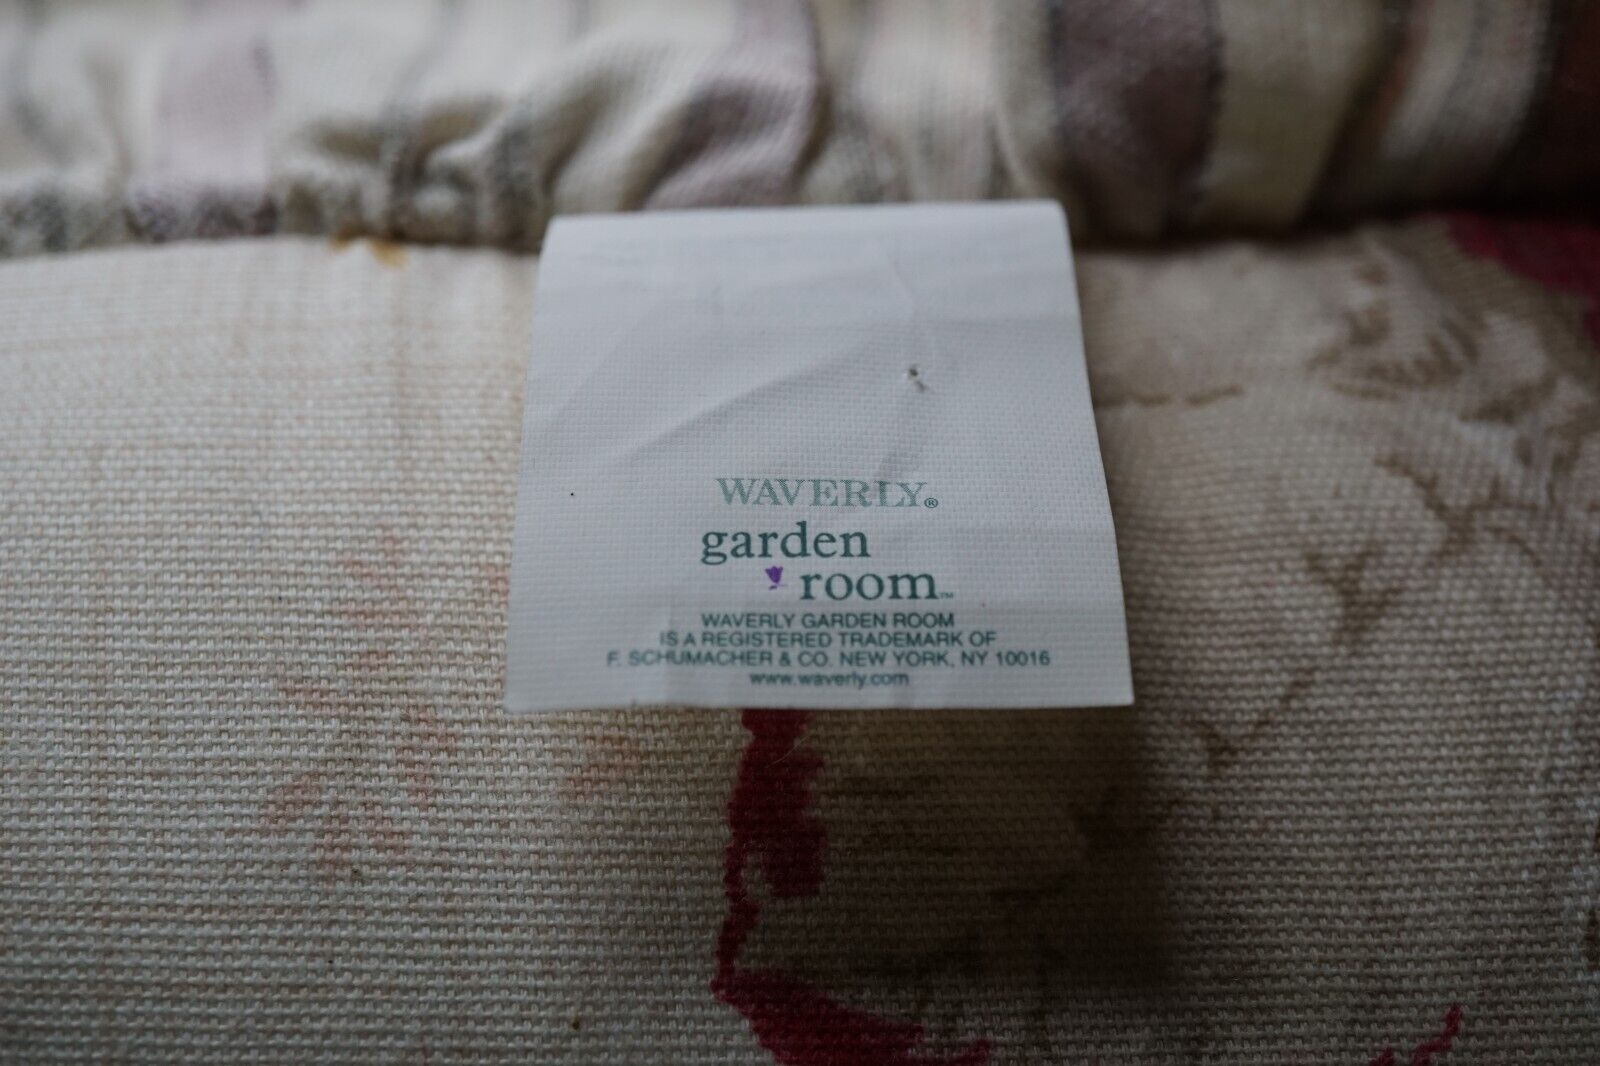 WAVERLY®
garden
room™
WAVERLY GARDEN ROOM
IS A REGISTERED TRADEMARK OF
F. SCHUMACHER & CO. NEW YORK, NY 10016
www.waverly.com